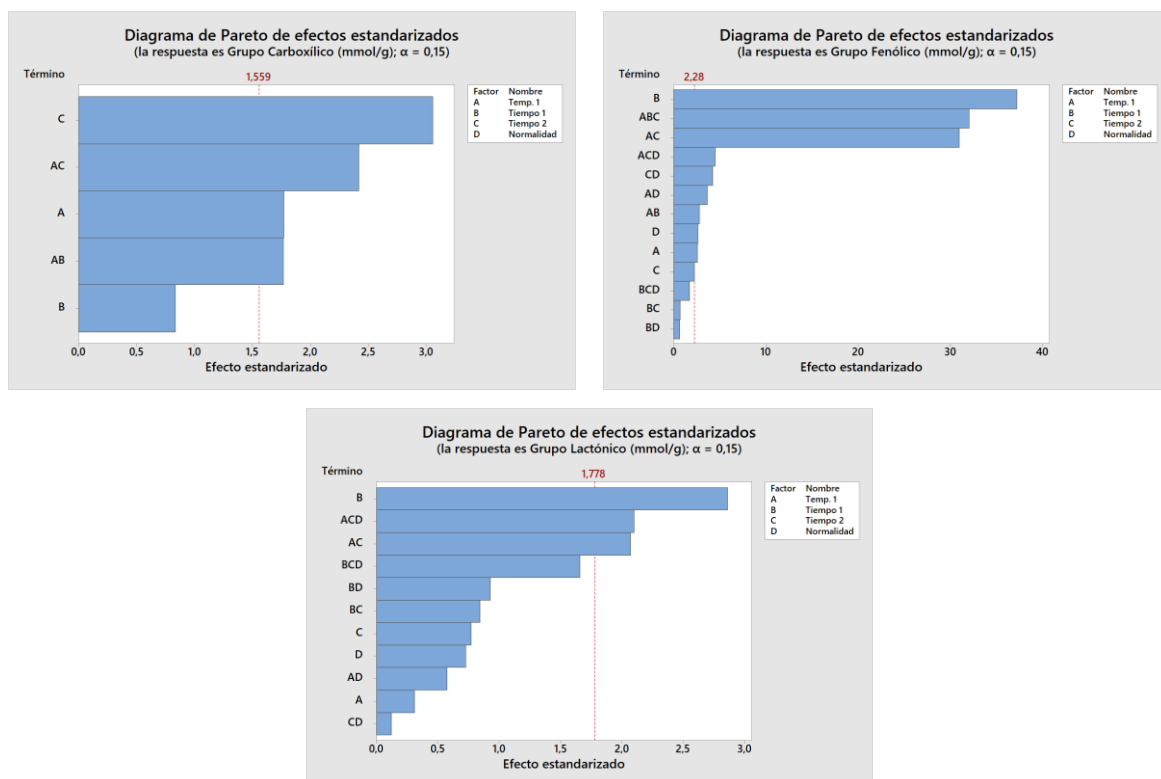 Diagrama de Pareto de efectos estandarizados
(la respuesta es Grupo Carboxílico (mmol/g); α = 0,15)
Término
1,559
Factor Nombre
A Temp. 1
B Tiempo 1
C Tiempo 2
D Normalidad
C
AC
A
AB
B
0,0 0,5 1,0 1,5 2,0 2,5 3,0
Efecto estandarizado
Diagrama de Pareto de efectos estandarizados
(la respuesta es Grupo Fenólico (mmol/g); α = 0,15)
Término
2,28
Factor Nombre
A Temp. 1
B Tiempo 1
C Tiempo 2
D Normalidad
B
ABC
AC
ACD
CD
AD
AB
D
A
C
BCD
BC
BD
0 10 20 30 40
Efecto estandarizado
Diagrama de Pareto de efectos estandarizados
(la respuesta es Grupo Lactónico (mmol/g); α = 0,15)
Término
1,778
Factor Nombre
A Temp. 1
B Tiempo 1
C Tiempo 2
D Normalidad
B
ACD
AC
BCD
BD
BC
C
D
AD
A
CD
0,0 0,5 1,0 1,5 2,0 2,5 3,0
Efecto estandarizado